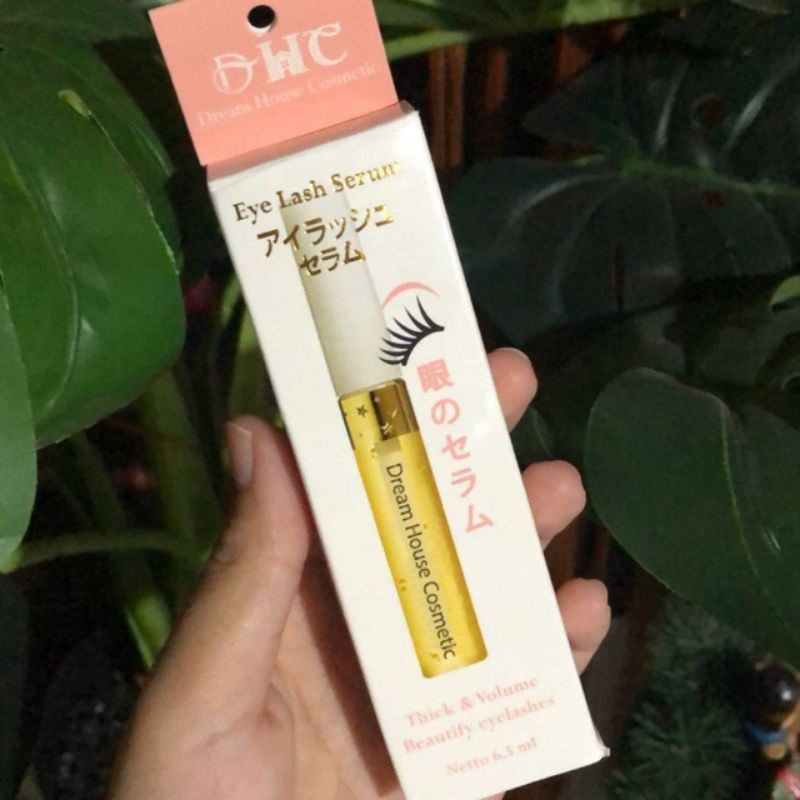 DHC
Dream House Cosmetic
Eye Lash Serum
アイラッシュ
セラム
眼のセラム
Dream House Cosmetic
Thick & Volume
Beautify eyelashes
Netto 6,5 ml